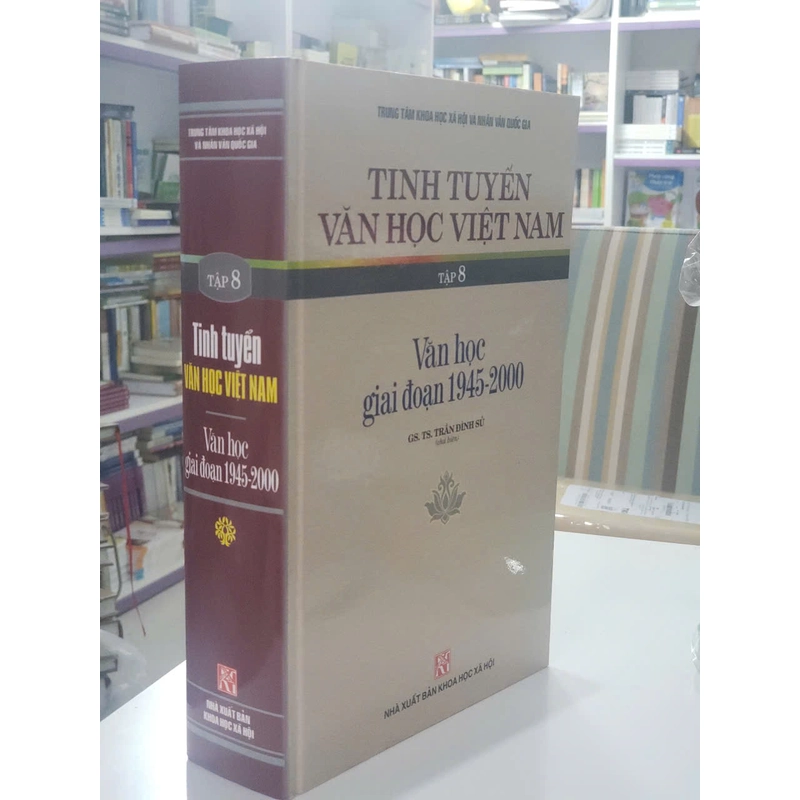 TRUNG TÂM KHOA HỌC XÃ HỘI
VÀ NHÂN VĂN QUỐC GIA
TẬP 8
Tinh tuyển
VĂN HỌC VIỆT NAM
Văn học
giai đoạn 1945-2000
NHÀ XUẤT BẢN
KHOA HỌC XÃ HỘI
TRUNG TÂM KHOA HỌC XÃ HỘI VÀ NHÂN VĂN QUỐC GIA
TINH TUYỂN
VĂN HỌC VIỆT NAM
TẬP 8
Văn học
giai đoạn 1945-2000
GS. TS. TRẦN ĐÌNH SỬ
(chủ biên)
NHÀ XUẤT BẢN KHOA HỌC XÃ HỘI